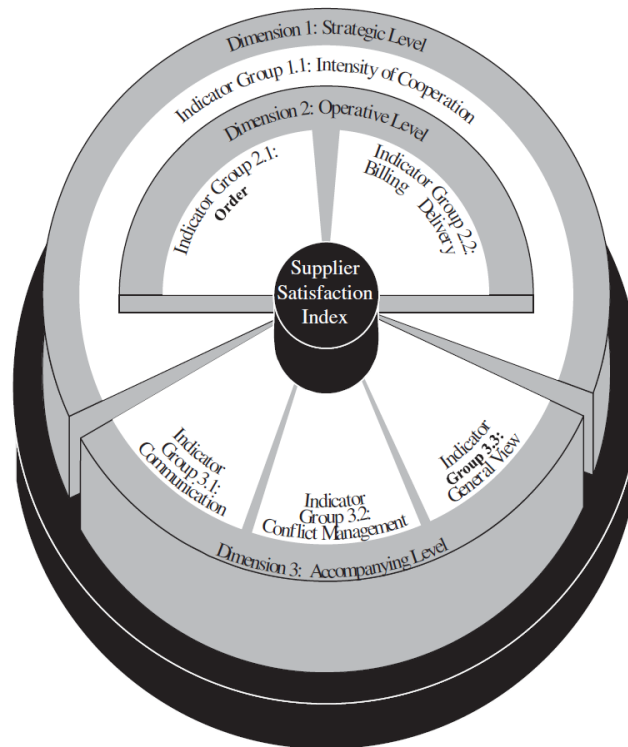 Dimension 1: Strategic Level
Indicator Group 1.1: Intensity of Cooperation
Dimension 2: Operative Level
Indicator Group 2.1:
Order
Indicator Group 2.2:
Billing Delivery
Supplier
Satisfaction
Index
Indicator
Group 3.1:
Communication
Indicator
Group 3.2:
Conflict Management
Indicator
Group 3.3:
General View
Dimension 3: Accompanying Level